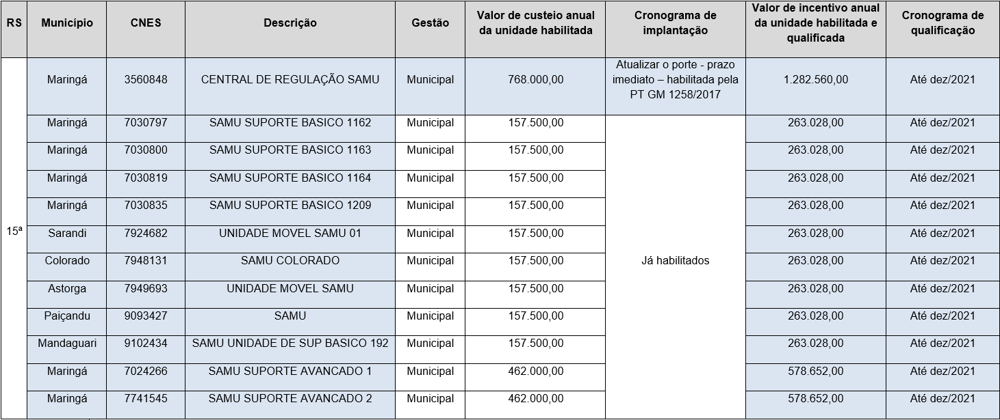 RS Município CNES Descrição Gestão Valor de custeio anual da unidade habilitada Cronograma de implantação Valor de incentivo anual da unidade habilitada e qualificada Cronograma de qualificação
15ª
Maringá 3560848 CENTRAL DE REGULAÇÃO SAMU Municipal 768.000,00 Atualizar o porte - prazo imediato – habilitada pela PT GM 1258/2017 1.282.560,00 Até dez/2021
Maringá 7030797 SAMU SUPORTE BASICO 1162 Municipal 157.500,00 263.028,00 Até dez/2021
Maringá 7030800 SAMU SUPORTE BASICO 1163 Municipal 157.500,00 263.028,00 Até dez/2021
Maringá 7030819 SAMU SUPORTE BASICO 1164 Municipal 157.500,00 263.028,00 Até dez/2021
Maringá 7030835 SAMU SUPORTE BASICO 1209 Municipal 157.500,00 263.028,00 Até dez/2021
Sarandi 7924682 UNIDADE MOVEL SAMU 01 Municipal 157.500,00 263.028,00 Até dez/2021
Colorado 7948131 SAMU COLORADO Municipal 157.500,00 Já habilitados 263.028,00 Até dez/2021
Astorga 7949693 UNIDADE MOVEL SAMU Municipal 157.500,00 263.028,00 Até dez/2021
Paiçandu 9093427 SAMU Municipal 157.500,00 263.028,00 Até dez/2021
Mandaguari 9102434 SAMU UNIDADE DE SUP BASICO 192 Municipal 157.500,00 263.028,00 Até dez/2021
Maringá 7024266 SAMU SUPORTE AVANCADO 1 Municipal 462.000,00 578.652,00 Até dez/2021
Maringá 7741545 SAMU SUPORTE AVANCADO 2 Municipal 462.000,00 578.652,00 Até dez/2021